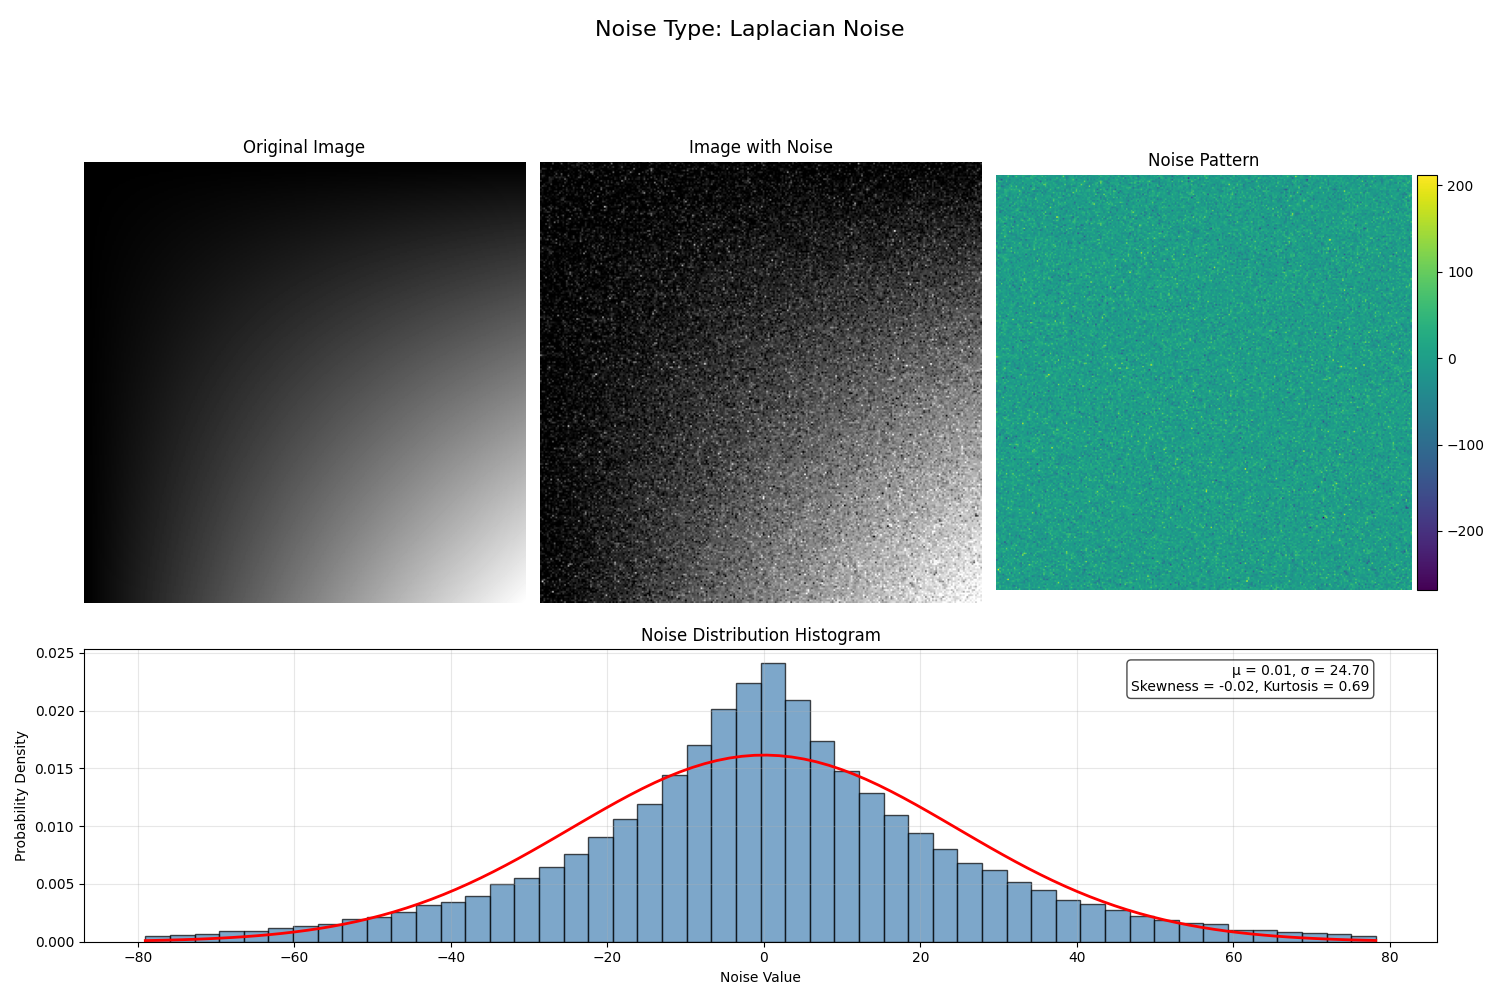 Noise Type: Laplacian Noise
Original Image
Image with Noise
Noise Pattern
200
100
0
−100
−200
Noise Distribution Histogram
μ = 0.01, σ = 24.70
Skewness = -0.02, Kurtosis = 0.69
Probability Density
0.025
0.020
0.015
0.010
0.005
0.000
−80
−60
−40
−20
0
20
40
60
80
Noise Value